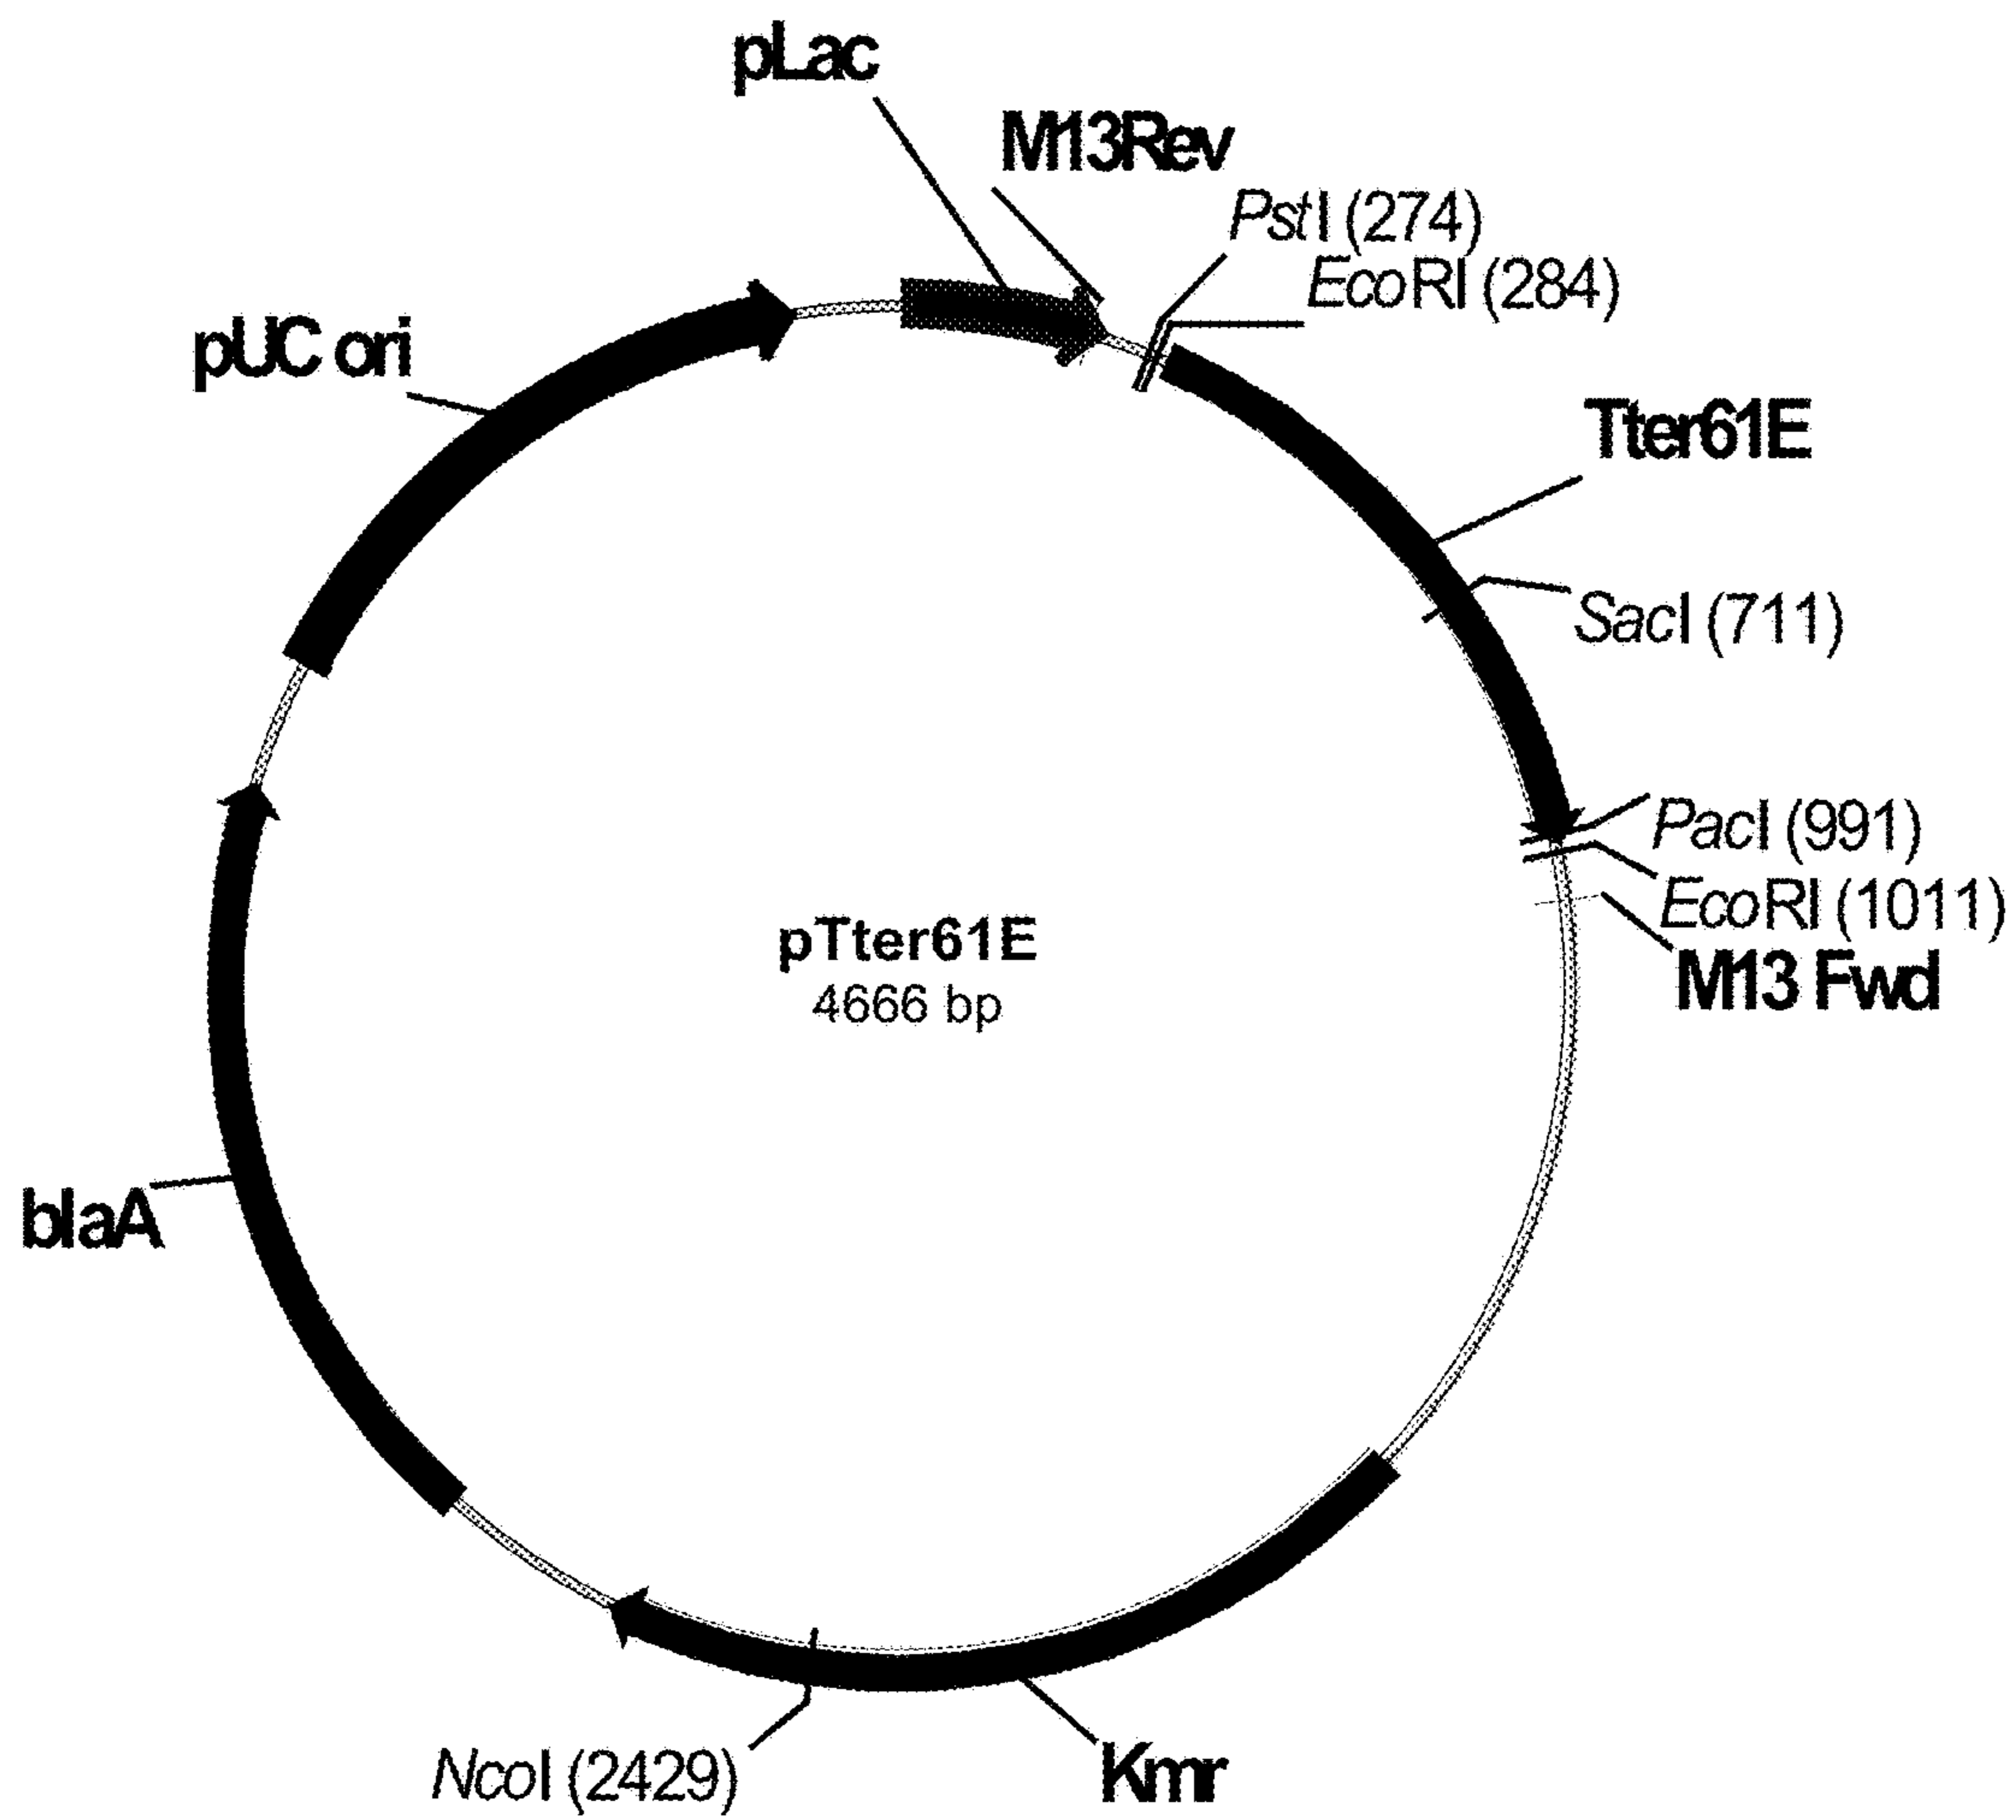 pLac
M13Rev
PstI (274)
EcoRI (284)
pUC ori
Tter61E
SacI (711)
PacI (991)
EcoRI (1011)
M13 Fwd
pTter61E
4666 bp
blaA
NcoI (2429)
Kmr